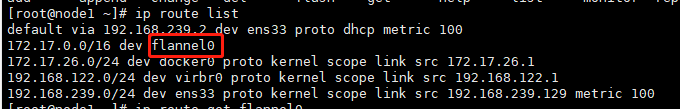 [root@node1 ~]# ip route list
default via 192.168.239.2 dev ens33 proto dhcp metric 100
172.17.0.0/16 dev flannel0
172.17.26.0/24 dev docker0 proto kernel scope link src 172.17.26.1
192.168.122.0/24 dev virbr0 proto kernel scope link src 192.168.122.1
192.168.239.0/24 dev ens33 proto kernel scope link src 192.168.239.129 metric 100
[root@node1 ~]# ip route get flannel0